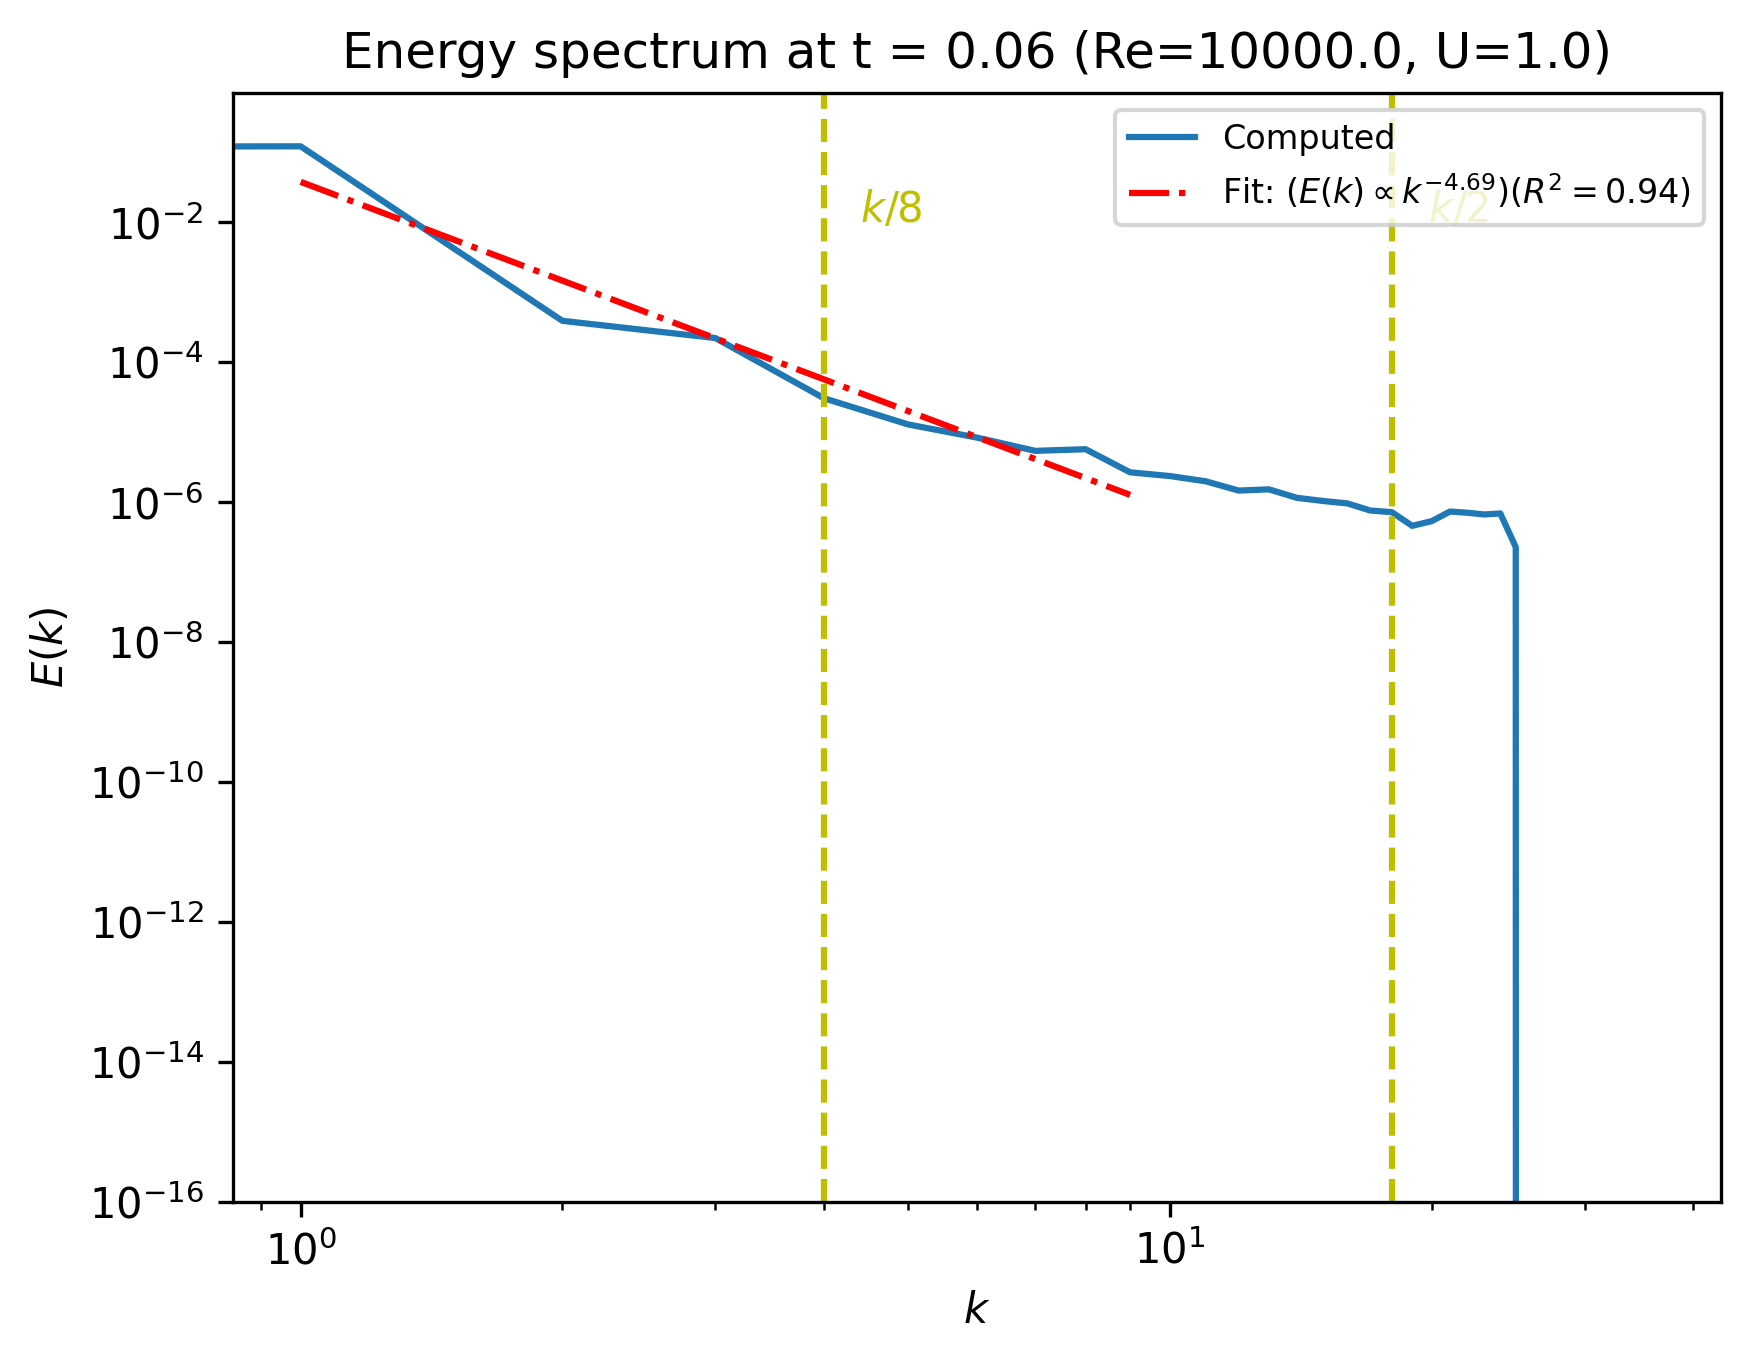 Energy spectrum at t = 0.06 (Re=10000.0, U=1.0)
Computed
Fit: $(E(k) \propto k^{-4.69})(R^2 = 0.94)$
k/8
k/2
E(k)
$10^{-2}$
$10^{-4}$
$10^{-6}$
$10^{-8}$
$10^{-10}$
$10^{-12}$
$10^{-14}$
$10^{-16}$
$10^{0}$
$10^{1}$
k